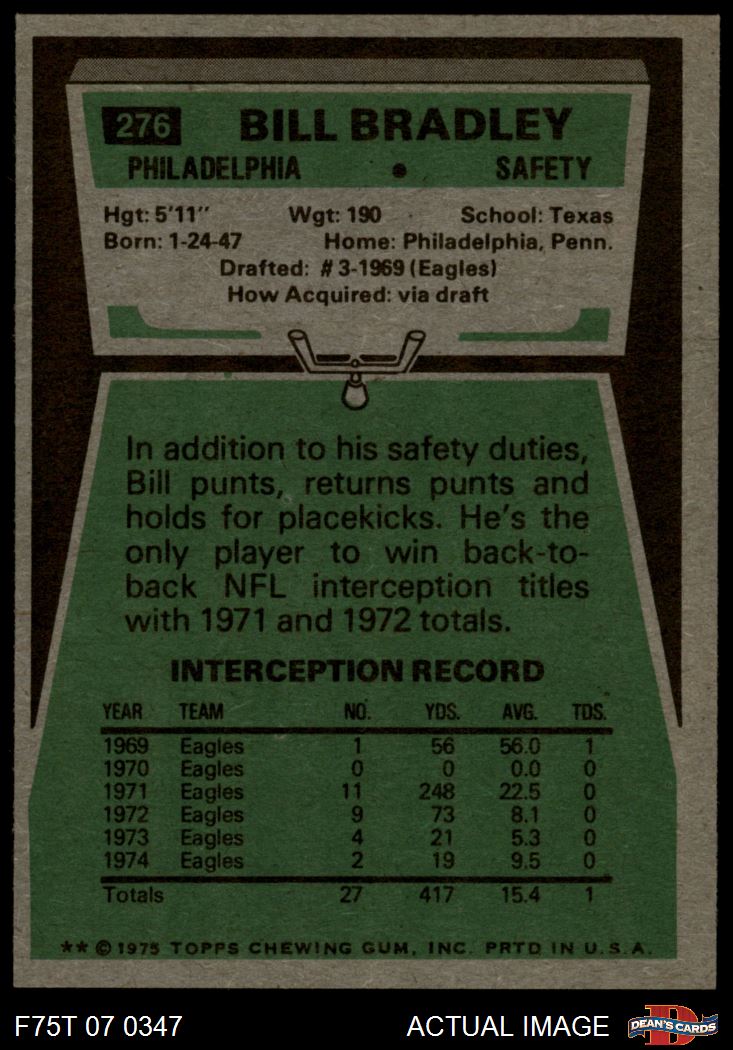 276 BILL BRADLEY
PHILADELPHIA • SAFETY
Hgt: 5'11" Wgt: 190 School: Texas
Born: 1-24-47 Home: Philadelphia, Penn.
Drafted: #3-1969 (Eagles)
How Acquired: via draft
In addition to his safety duties,
Bill punts, returns punts and
holds for placekicks. He's the
only player to win back-to-
back NFL interception titles
with 1971 and 1972 totals.
INTERCEPTION RECORD
YEAR TEAM NO. YDS. AVG. TDS.
1969 Eagles 1 56 56.0 1
1970 Eagles 0 0 0.0 0
1971 Eagles 11 248 22.5 0
1972 Eagles 9 73 8.1 0
1973 Eagles 4 21 5.3 0
1974 Eagles 2 19 9.5 0
Totals 27 417 15.4 1
** © 1975 TOPPS CHEWING GUM, INC. PRTD IN U.S.A.
F75T 07 0347 ACTUAL IMAGE D DEAN'S CARDS